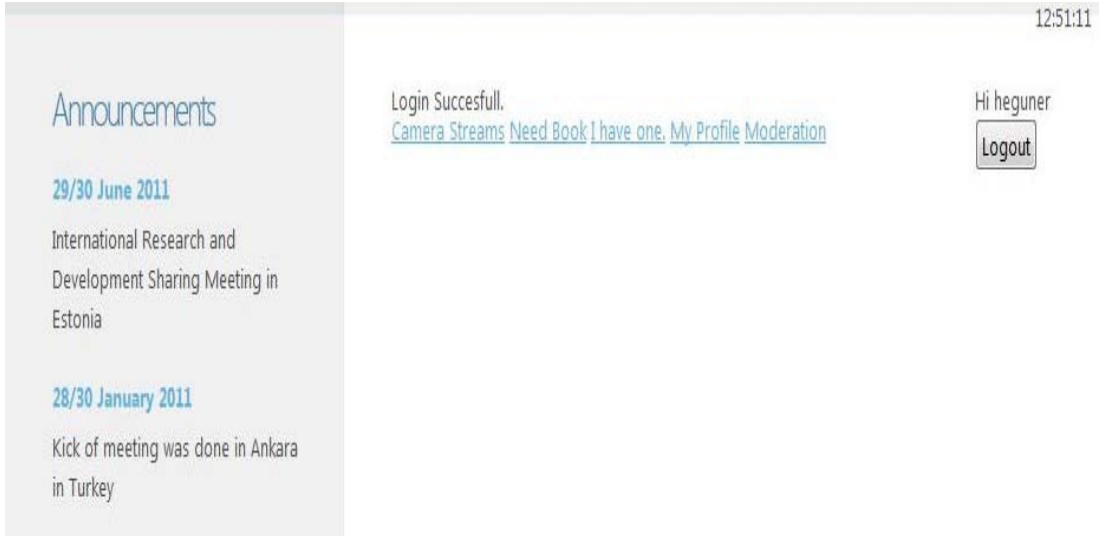 12:51:11
Announcements
29/30 June 2011
International Research and
Development Sharing Meeting in
Estonia
28/30 January 2011
Kick of meeting was done in Ankara
in Turkey
Login Succesfull.
Camera Streams Need Book I have one. My Profile Moderation
Hi heguner
Logout